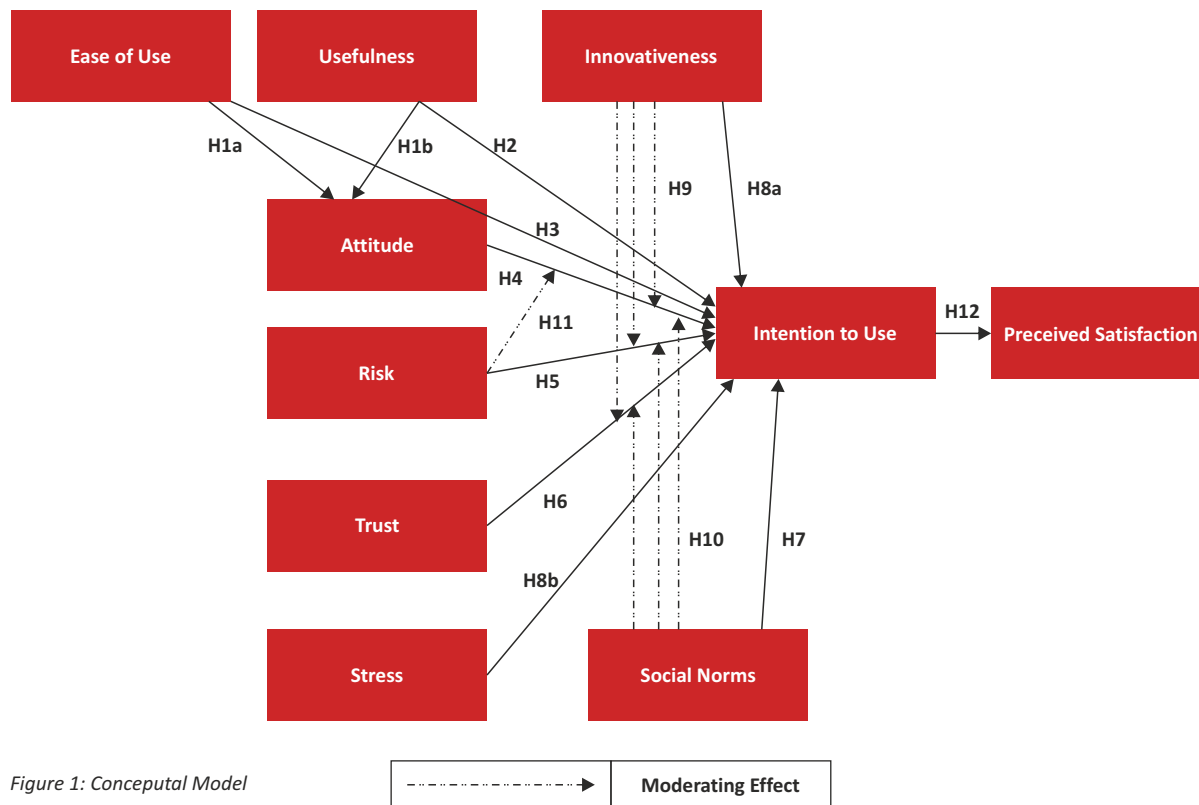 Ease of Use
Usefulness
Innovativeness
H1a
H1b
H2
H9
H8a
Attitude
H3
H4
H11
Risk
H5
Intention to Use
H12
Preceived Satisfaction
Trust
H6
H10
H7
H8b
Stress
Social Norms
Figure 1: Conceputal Model
Moderating Effect